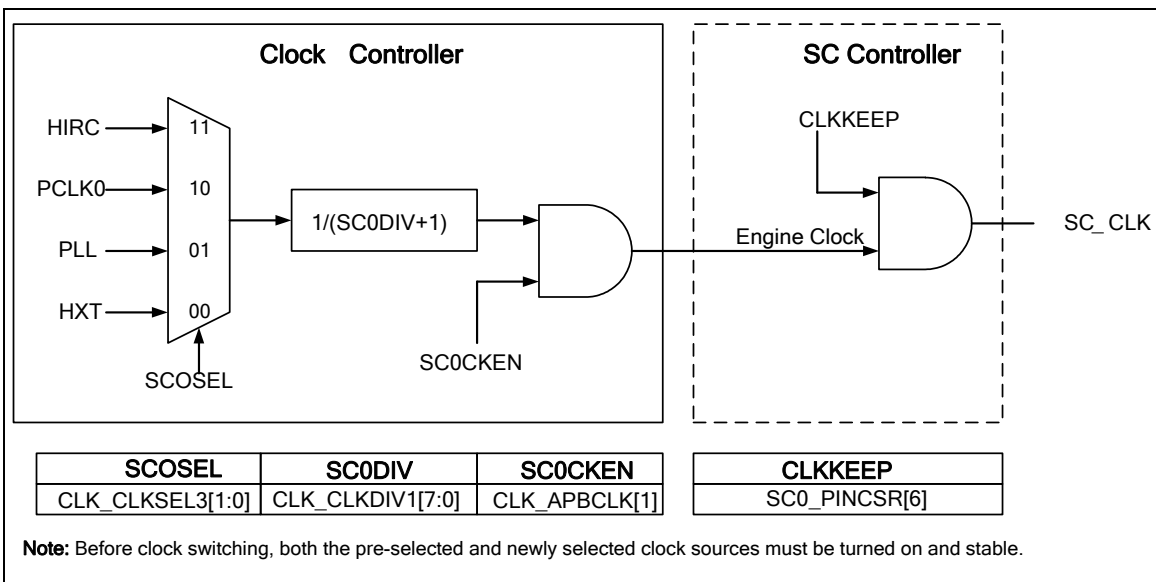 Clock Controller
SC Controller
HIRC
11
CLKKEEP
PCLK0
10
1/(SC0DIV+1)
SC_ CLK
Engine Clock
PLL
01
HXT
00
SC0CKEN
SCOSEL
SCOSEL SC0DIV SC0CKEN CLKKEEP
CLK_CLKSEL3[1:0] CLK_CLKDIV1[7:0] CLK_APBCLK[1] SC0_PINCSR[6]
Note: Before clock switching, both the pre-selected and newly selected clock sources must be turned on and stable.